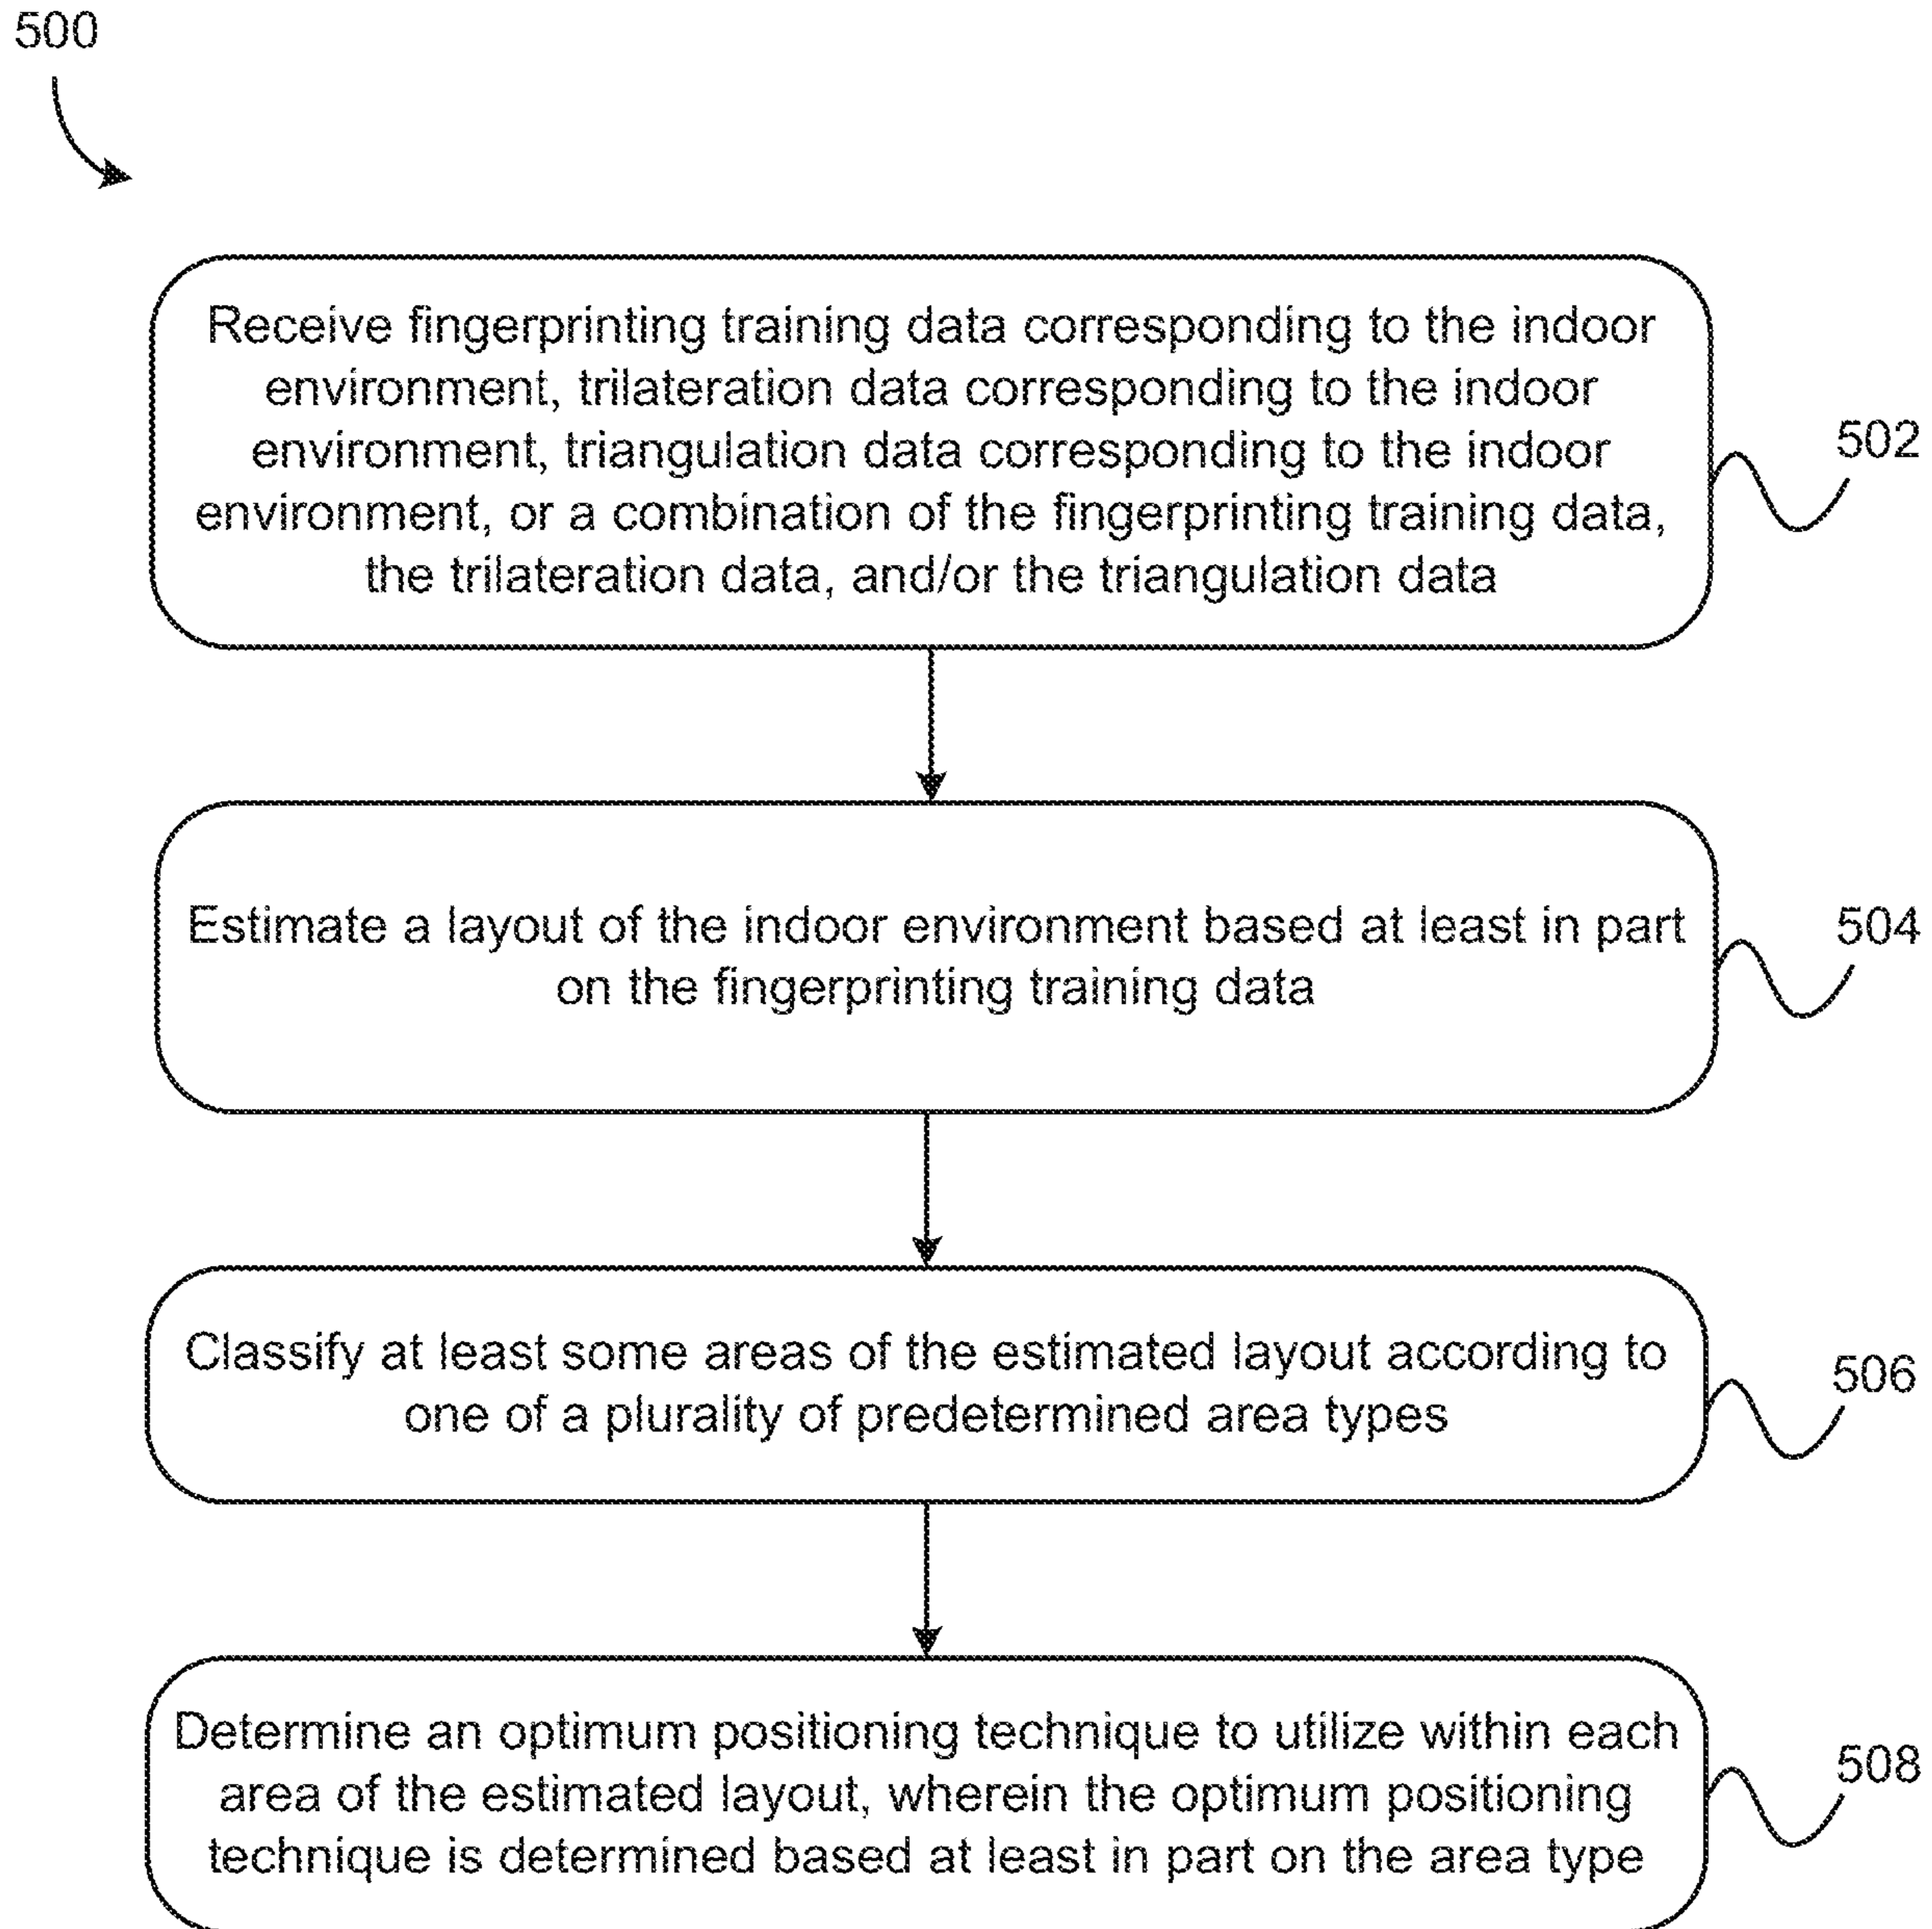 500
Receive fingerprinting training data corresponding to the indoor
environment, trilateration data corresponding to the indoor
environment, triangulation data corresponding to the indoor
environment, or a combination of the fingerprinting training data,
the trilateration data, and/or the triangulation data
502
Estimate a layout of the indoor environment based at least in part
on the fingerprinting training data
504
Classify at least some areas of the estimated layout according to
one of a plurality of predetermined area types
506
Determine an optimum positioning technique to utilize within each
area of the estimated layout, wherein the optimum positioning
technique is determined based at least in part on the area type
508